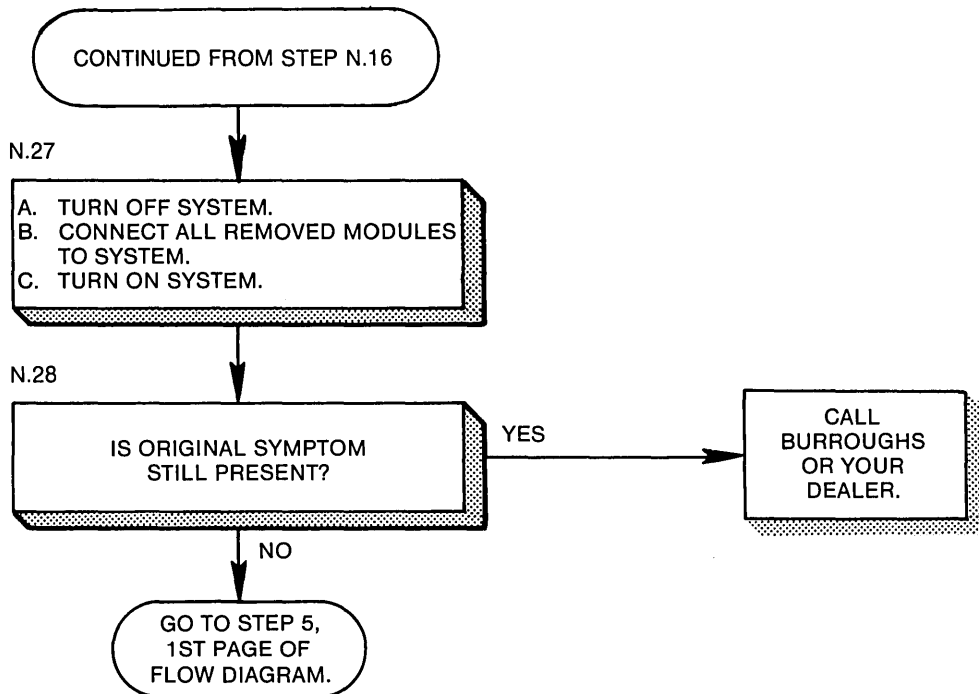 CONTINUED FROM STEP N.16
N.27
A. TURN OFF SYSTEM.
B. CONNECT ALL REMOVED MODULES
TO SYSTEM.
C. TURN ON SYSTEM.
N.28
IS ORIGINAL SYMPTOM
STILL PRESENT?
YES
CALL
BURROUGHS
OR YOUR
DEALER.
NO
GO TO STEP 5,
1ST PAGE OF
FLOW DIAGRAM.